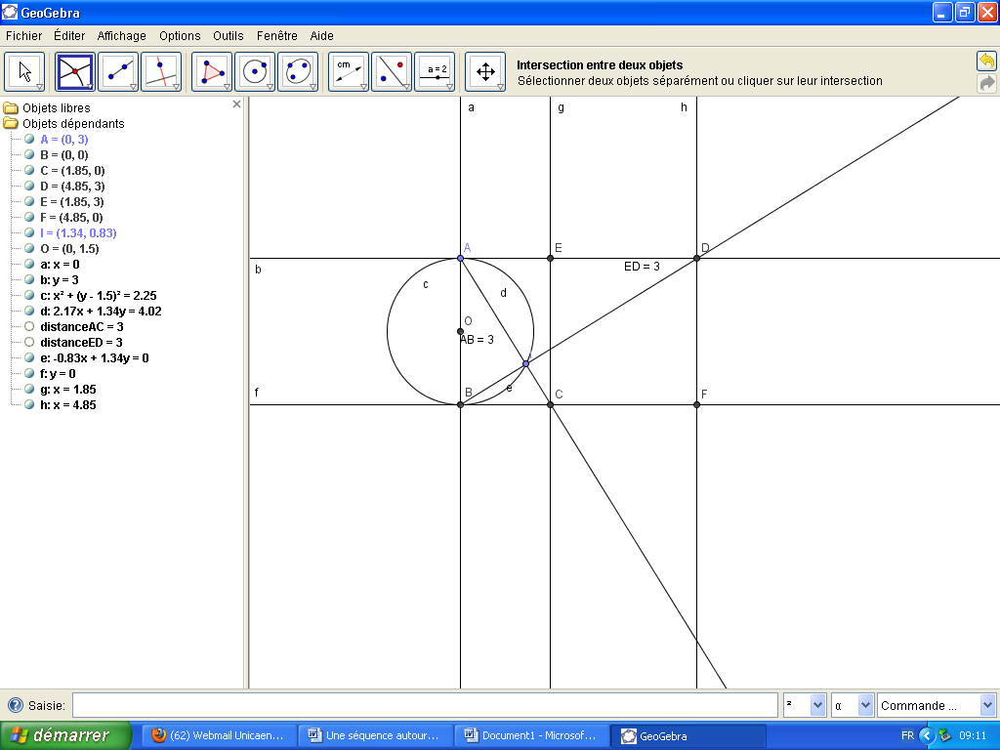 GeoGebra
Fichier Éditer Affichage Options Outils Fenêtre Aide
cm
a = 2
Intersection entre deux objets
Sélectionner deux objets séparément ou cliquer sur leur intersection
Objets libres
Objets dépendants
A = (0, 3)
B = (0, 0)
C = (1.85, 0)
D = (4.85, 3)
E = (1.85, 3)
F = (4.85, 0)
I = (1.34, 0.83)
O = (0, 1.5)
a: x = 0
b: y = 3
c: x² + (y - 1.5)² = 2.25
d: 2.17x + 1.34y = 4.02
distanceAC = 3
distanceED = 3
e: -0.83x + 1.34y = 0
f: y = 0
g: x = 1.85
h: x = 4.85
a g h
A E D
b ED = 3
c d
O
AB = 3
e
f B C F
Saisie: ² α Commande ...
démarrer (62) Webmail Unicaen... Une séquence autour... Document1 - Microsof... GeoGebra FR 09:11